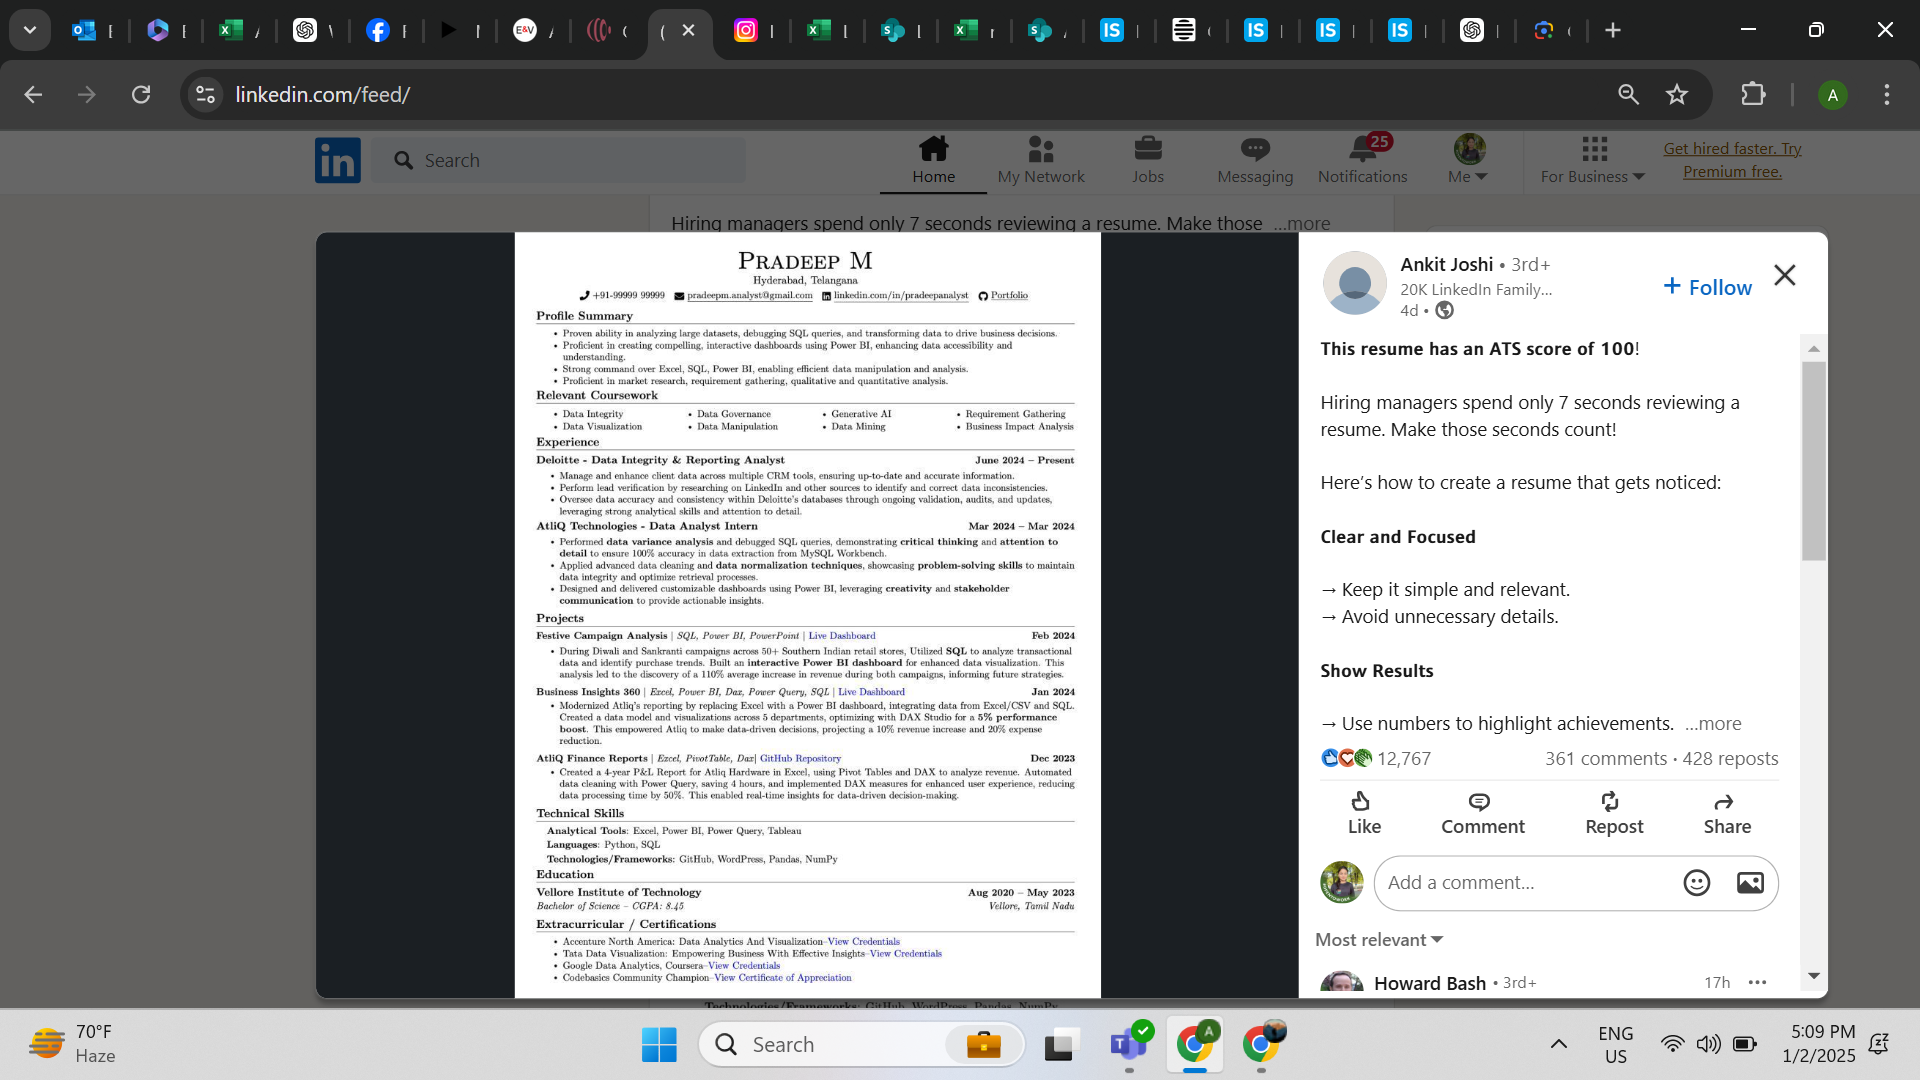 linkedin.com/feed/
A
in
Search
Home
My Network
Jobs
Messaging
25
Notifications
Me
For Business
Get hired faster. Try
Premium free.
Hiring managers spend only 7 seconds reviewing a resume. Make those ...more
PRADEEP M
Hyderabad, Telangana
+91-99999 99999 pradeepm.analyst@gmail.com linkedin.com/in/pradeepanalyst Portfolio
Profile Summary
• Proven ability in analyzing large datasets, debugging SQL queries, and transforming data to drive business decisions.
• Proficient in creating compelling, interactive dashboards using Power BI, enhancing data accessibility and
understanding.
• Strong command over Excel, SQL, Power BI, enabling efficient data manipulation and analysis.
• Proficient in market research, requirement gathering, qualitative and quantitative analysis.
Relevant Coursework
• Data Integrity • Data Governance • Generative AI • Requirement Gathering
• Data Visualization • Data Manipulation • Data Mining • Business Impact Analysis
Experience
Deloitte - Data Integrity & Reporting Analyst June 2024 – Present
• Manage and enhance client data across multiple CRM tools, ensuring up-to-date and accurate information.
• Perform lead verification by researching on LinkedIn and other sources to identify and correct data inconsistencies.
• Oversee data accuracy and consistency within Deloitte's databases through ongoing validation, audits, and updates,
leveraging strong analytical skills and attention to detail.
AtliQ Technologies - Data Analyst Intern Mar 2024 – Mar 2024
• Performed data variance analysis and debugged SQL queries, demonstrating critical thinking and attention to
detail to ensure 100% accuracy in data extraction from MySQL Workbench.
• Applied advanced data cleaning and data normalization techniques, showcasing problem-solving skills to maintain
data integrity and optimize retrieval processes.
• Designed and delivered customizable dashboards using Power BI, leveraging creativity and stakeholder
communication to provide actionable insights.
Projects
Festive Campaign Analysis | SQL, Power BI, PowerPoint | Live Dashboard Feb 2024
• During Diwali and Sankranti campaigns across 50+ Southern Indian retail stores, Utilized SQL to analyze transactional
data and identify purchase trends. Built an interactive Power BI dashboard for enhanced data visualization. This
analysis led to the discovery of a 110% average increase in revenue during both campaigns, informing future strategies.
Business Insights 360 | Excel, Power BI, Dax, Power Query, SQL | Live Dashboard Jan 2024
• Modernized Atliq's reporting by replacing Excel with a Power BI dashboard, integrating data from Excel/CSV and SQL.
Created a data model and visualizations across 5 departments, optimizing with DAX Studio for a 5% performance
boost. This empowered Atliq to make data-driven decisions, projecting a 10% revenue increase and 20% expense
reduction.
AtliQ Finance Reports | Excel, PivotTable, Dax| GitHub Repository Dec 2023
• Created a 4-year P&L Report for Atliq Hardware in Excel, using Pivot Tables and DAX to analyze revenue. Automated
data cleaning with Power Query, saving 4 hours, and implemented DAX measures for enhanced user experience, reducing
data processing time by 50%. This enabled real-time insights for data-driven decision-making.
Technical Skills
Analytical Tools: Excel, Power BI, Power Query, Tableau
Languages: Python, SQL
Technologies/Frameworks: GitHub, WordPress, Pandas, NumPy
Education
Vellore Institute of Technology Aug 2020 – May 2023
Bachelor of Science – CGPA: 8.45 Vellore, Tamil Nadu
Extracurricular / Certifications
• Accenture North America: Data Analytics And Visualization–View Credentials
• Tata Data Visualization: Empowering Business With Effective Insights–View Credentials
• Google Data Analytics, Coursera–View Credentials
• Codebasics Community Champion–View Certificate of Appreciation
Technologies/Frameworks: GitHub, WordPress, Pandas, NumPy
Ankit Joshi • 3rd+
20K LinkedIn Family...
4d •
+ Follow
This resume has an ATS score of 100!
Hiring managers spend only 7 seconds reviewing a
resume. Make those seconds count!
Here's how to create a resume that gets noticed:
Clear and Focused
→ Keep it simple and relevant.
→ Avoid unnecessary details.
Show Results
→ Use numbers to highlight achievements. ...more
12,767
361 comments • 428 reposts
Like
Comment
Repost
Share
Add a comment...
Most relevant
Howard Bash • 3rd+
17h
70°F
Haze
Search
ENG
US
5:09 PM
1/2/2025